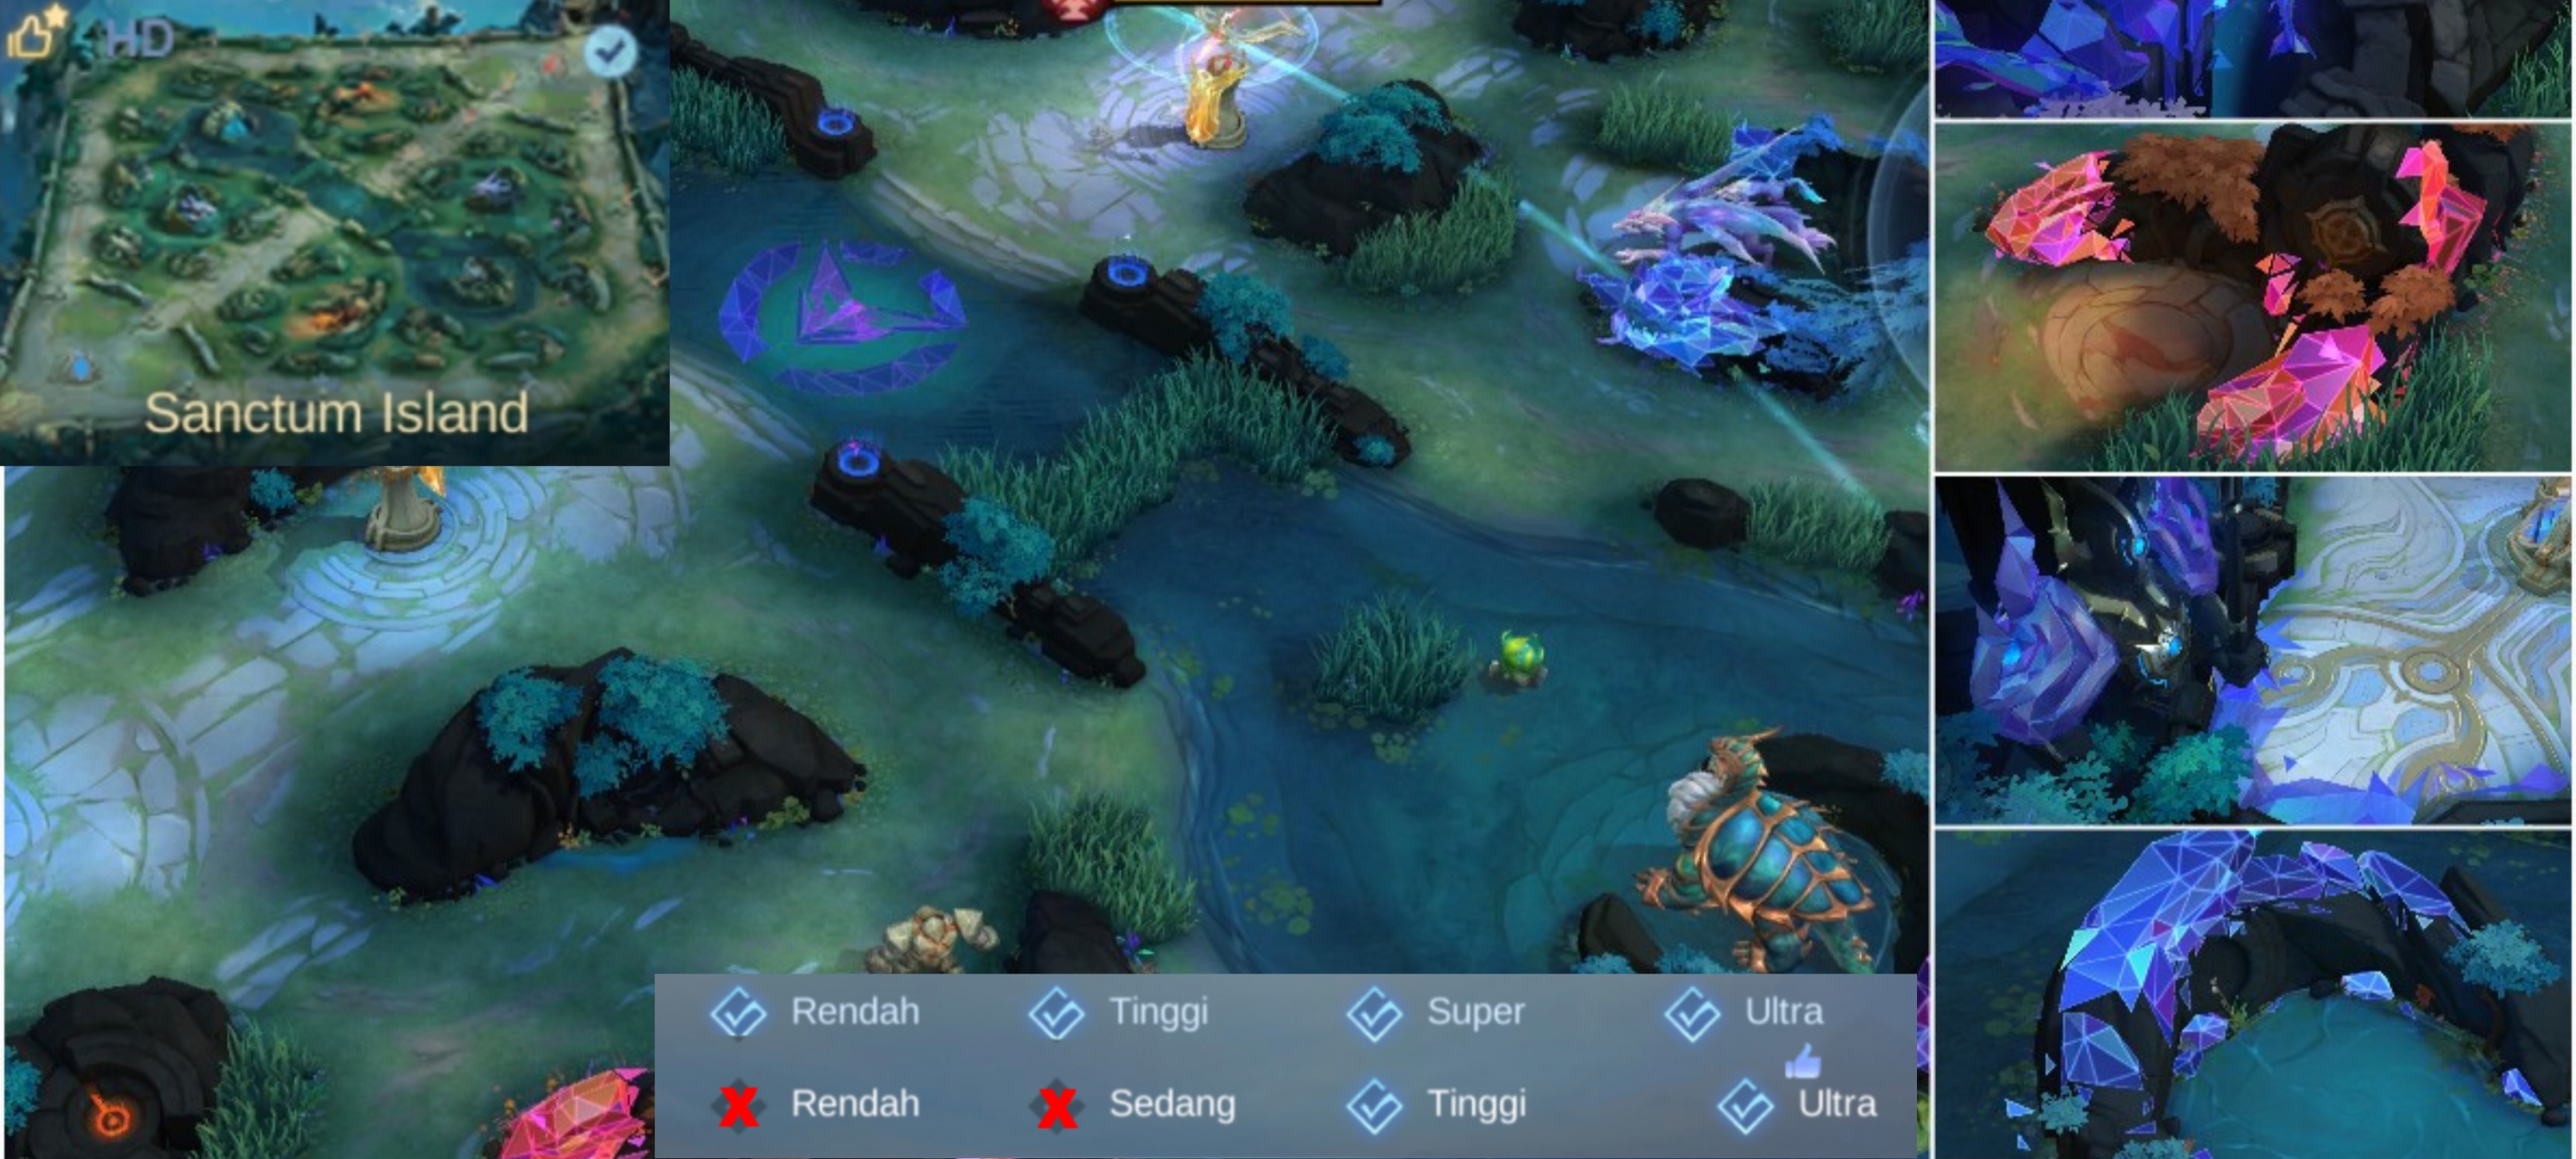 HD
Sanctum Island
Rendah Tinggi Super Ultra
X Rendah X Sedang Tinggi Ultra